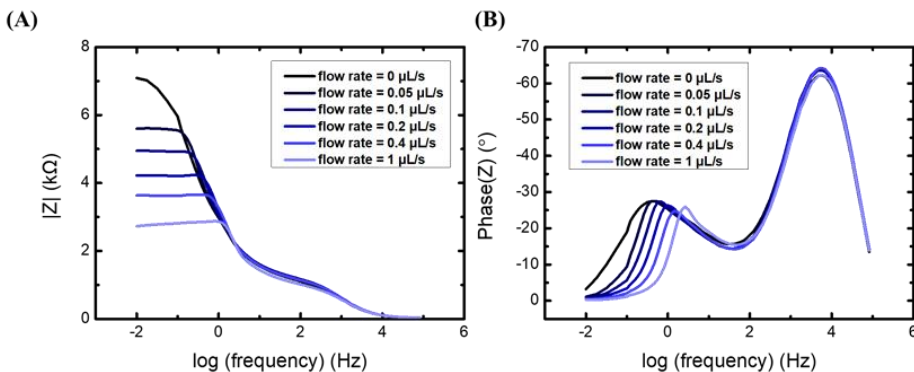 (A)
|Z| (kΩ)
8
6
4
2
0
flow rate = 0 µL/s
flow rate = 0.05 µL/s
flow rate = 0.1 µL/s
flow rate = 0.2 µL/s
flow rate = 0.4 µL/s
flow rate = 1 µL/s
-4 -2 0 2 4 6
log (frequency) (Hz)
(B)
Phase(Z) (°)
-70
-60
-50
-40
-30
-20
-10
0
flow rate = 0 µL/s
flow rate = 0.05 µL/s
flow rate = 0.1 µL/s
flow rate = 0.2 µL/s
flow rate = 0.4 µL/s
flow rate = 1 µL/s
-4 -2 0 2 4 6
log (frequency) (Hz)